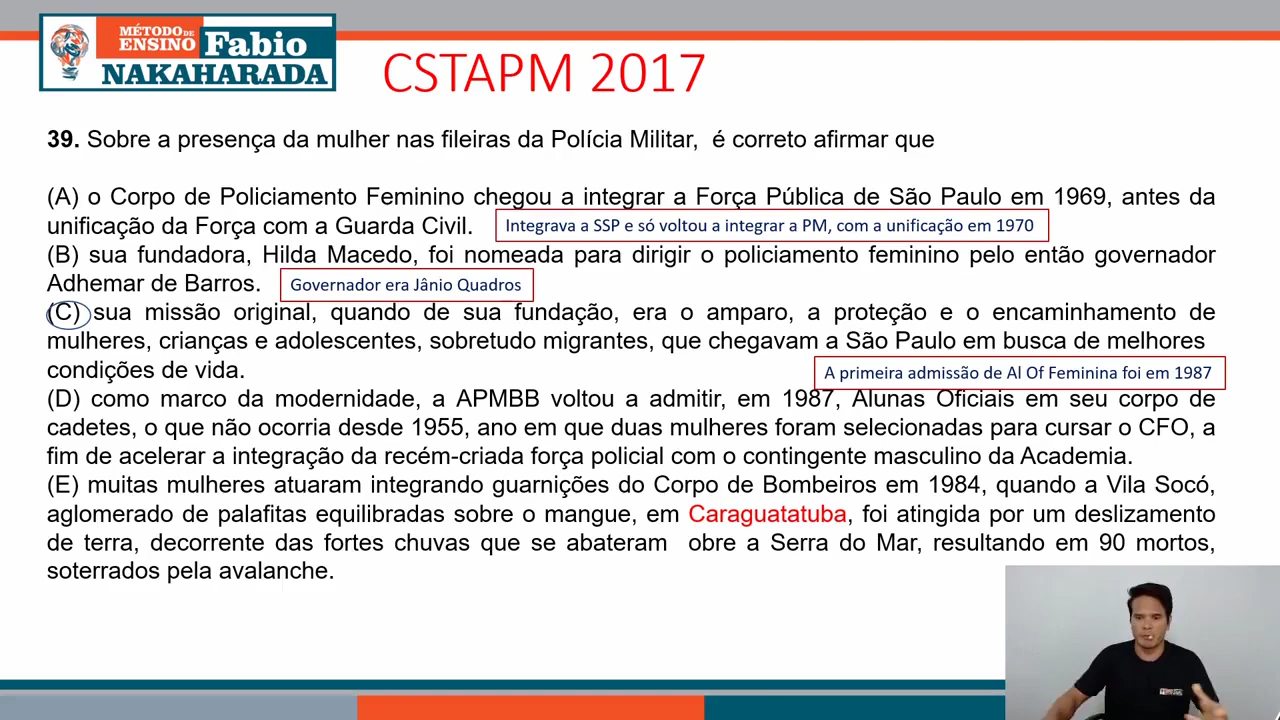 MÉTODO DE
ENSINO Fabio
NAKAHARADA
CSTAPM 2017
39. Sobre a presença da mulher nas fileiras da Polícia Militar, é correto afirmar que
(A) o Corpo de Policiamento Feminino chegou a integrar a Força Pública de São Paulo em 1969, antes da
unificação da Força com a Guarda Civil.
Integrava a SSP e só voltou a integrar a PM, com a unificação em 1970
(B) sua fundadora, Hilda Macedo, foi nomeada para dirigir o policiamento feminino pelo então governador
Adhemar de Barros.
Governador era Jânio Quadros
(C) sua missão original, quando de sua fundação, era o amparo, a proteção e o encaminhamento de
mulheres, crianças e adolescentes, sobretudo migrantes, que chegavam a São Paulo em busca de melhores
condições de vida.
A primeira admissão de Al Of Feminina foi em 1987
(D) como marco da modernidade, a APMBB voltou a admitir, em 1987, Alunas Oficiais em seu corpo de
cadetes, o que não ocorria desde 1955, ano em que duas mulheres foram selecionadas para cursar o CFO, a
fim de acelerar a integração da recém-criada força policial com o contingente masculino da Academia.
(E) muitas mulheres atuaram integrando guarnições do Corpo de Bombeiros em 1984, quando a Vila Socó,
aglomerado de palafitas equilibradas sobre o mangue, em Caraguatatuba, foi atingida por um deslizamento
de terra, decorrente das fortes chuvas que se abateram obre a Serra do Mar, resultando em 90 mortos,
soterrados pela avalanche.